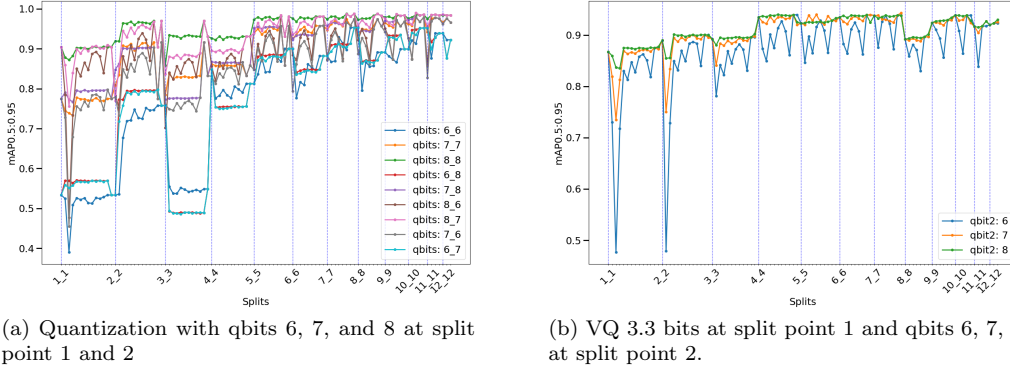 1.0
0.9
0.8
0.7
0.6
0.5
0.4
mAP0.5:0.95
1_1
2_2
3_3
4_4
5_5
6_6
7_7
8_8
9_9
10_10
11_11
12_12
Splits
qbits: 6_6
qbits: 7_7
qbits: 8_8
qbits: 6_8
qbits: 7_8
qbits: 8_6
qbits: 8_7
qbits: 7_6
qbits: 6_7
(a) Quantization with qbits 6, 7, and 8 at split
point 1 and 2
0.9
0.8
0.7
0.6
0.5
mAP0.5:0.95
1_1
2_2
3_3
4_4
5_5
6_6
7_7
8_8
9_9
10_10
11_11
12_12
Splits
qbit2: 6
qbit2: 7
qbit2: 8
(b) VQ 3.3 bits at split point 1 and qbits 6, 7,
at split point 2.